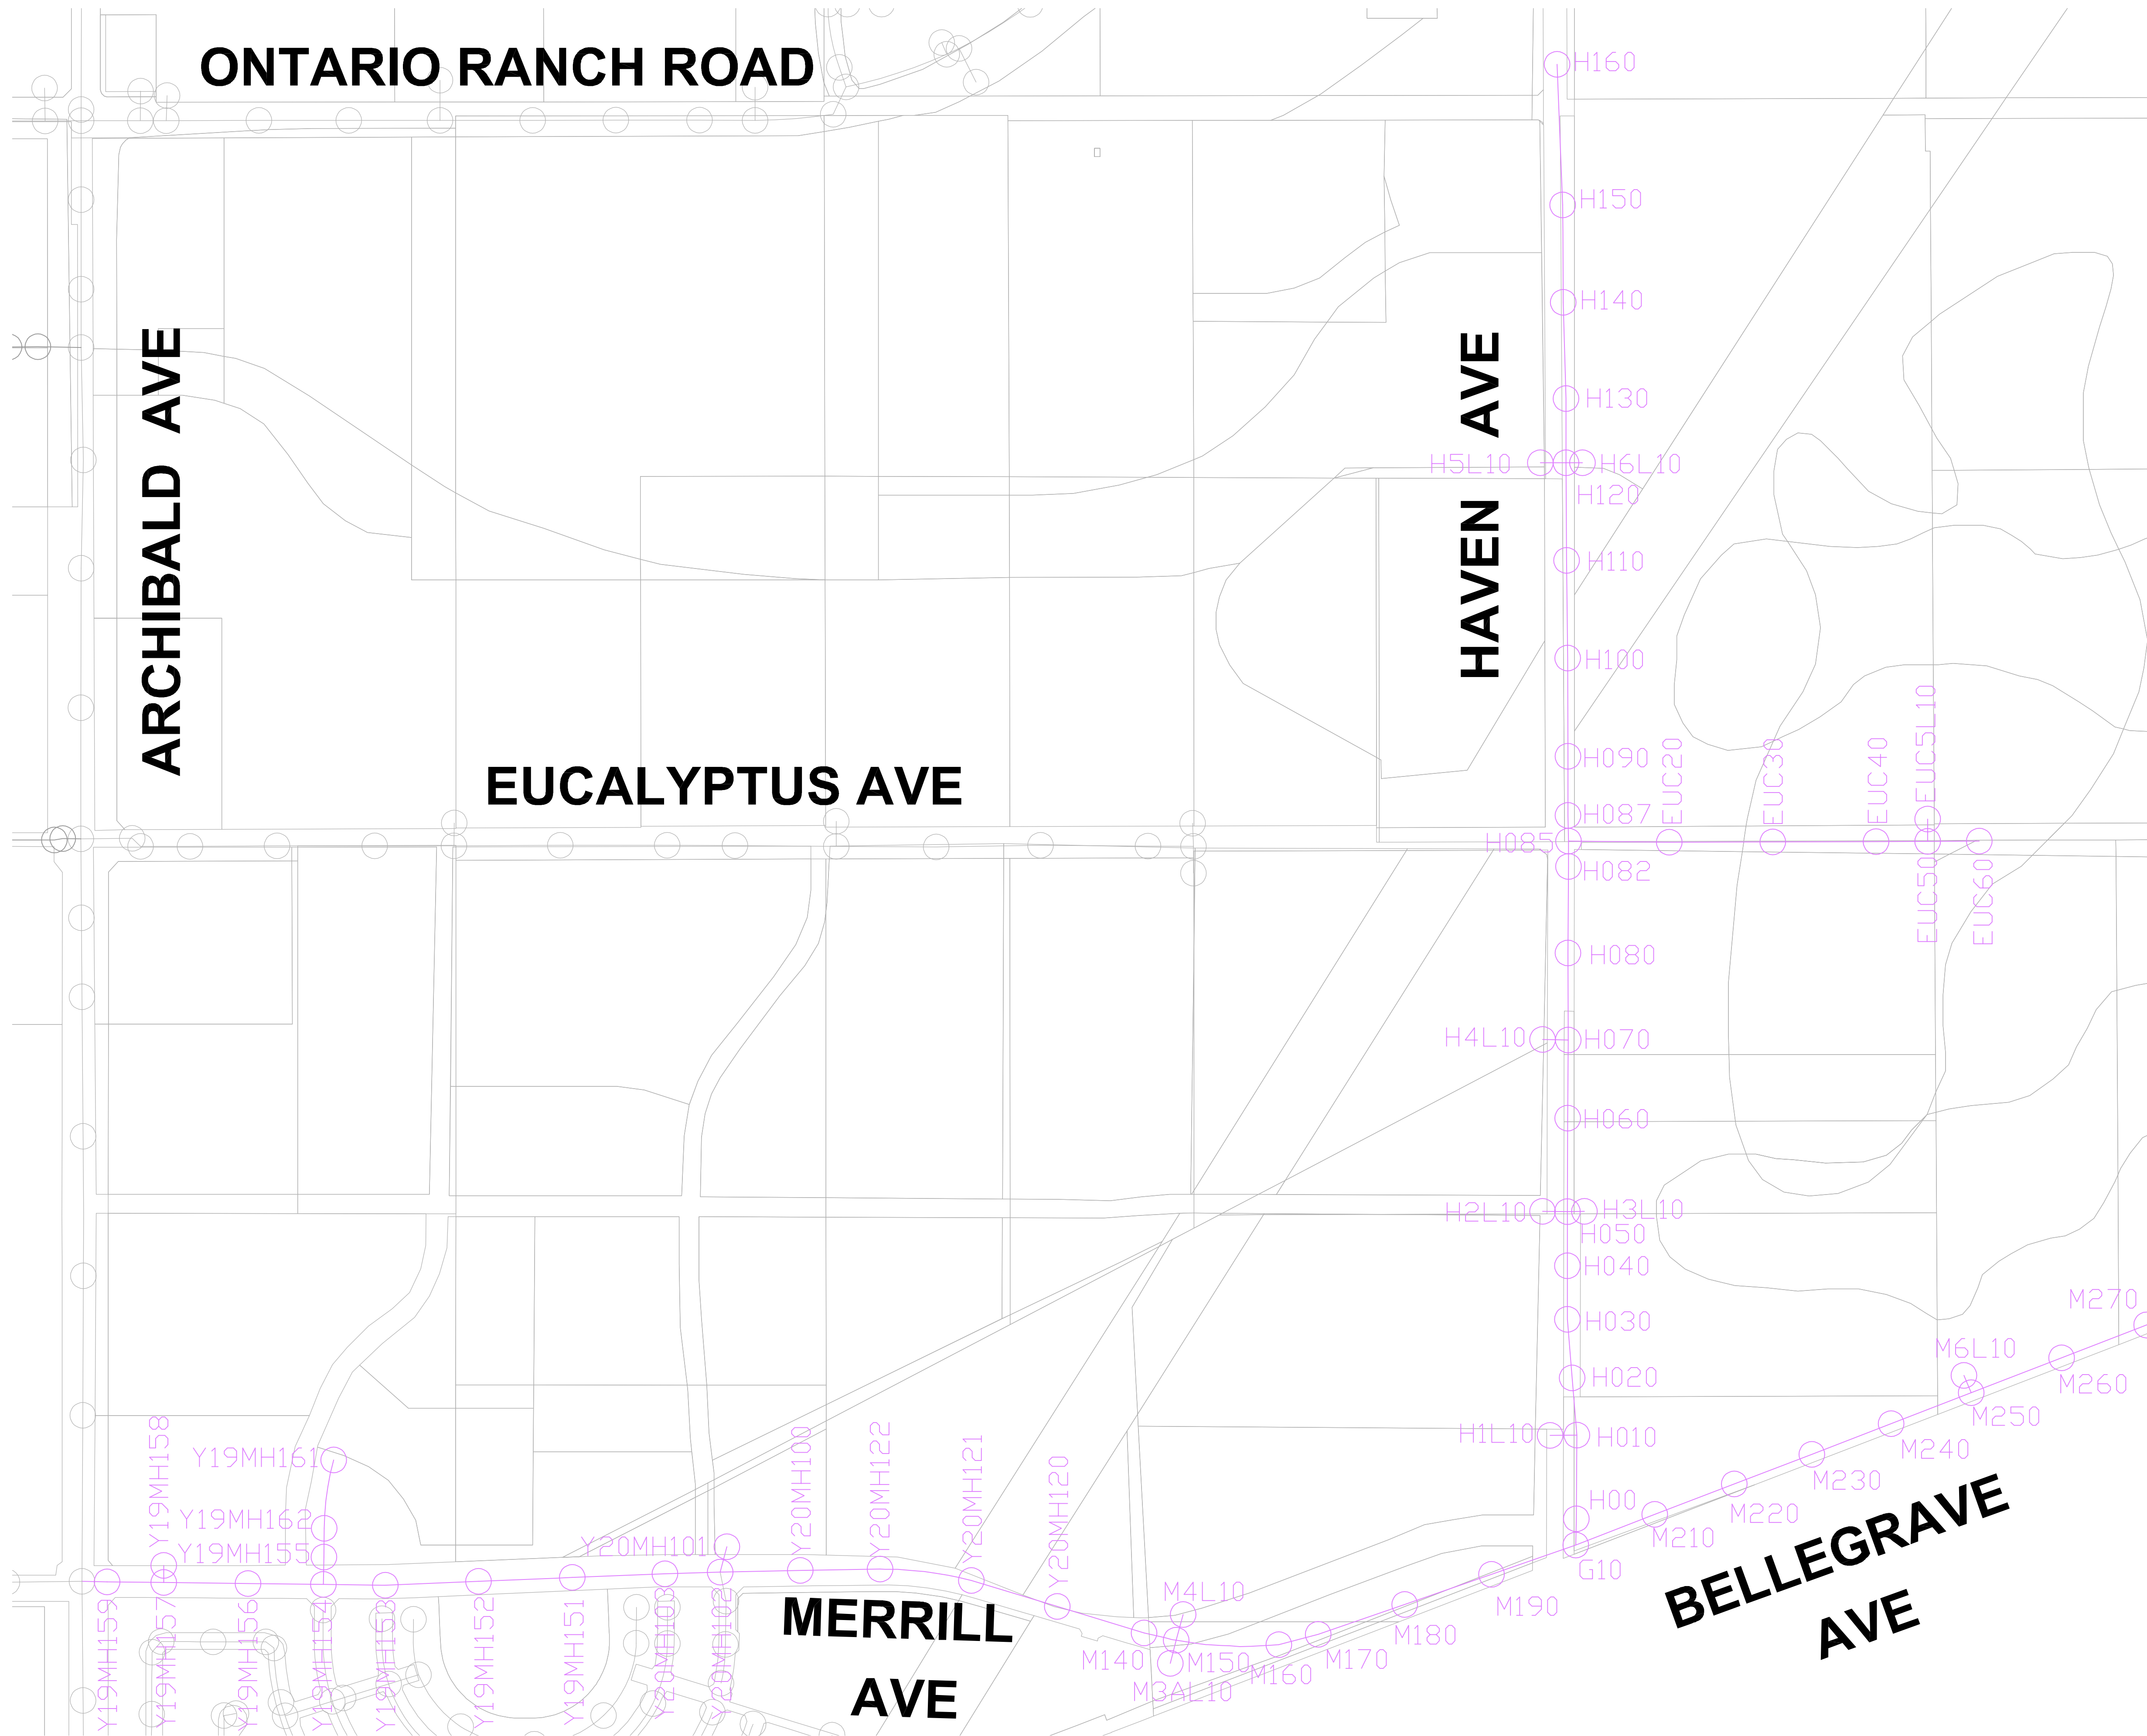 ONTARIO RANCH ROAD
H160
H150
H140
ARCHIBALD AVE
HAVEN AVE
H130
H5L10
H6L10
H120
H110
H100
EUC5L10
EUC20
EUC30
EUC40
H090
EUCALYPTUS AVE
H087
H085
H082
EUC50
EUC60
H080
H4L10
H070
H060
H2L10
H3L10
H050
H040
M270
H030
M6L10
H020
M260
M250
Y19MH158
Y19MH161
Y20MH100
Y20MH122
Y20MH121
Y20MH120
H1L10
H010
M240
M230
H00
M220
M210
BELLEGRAVE
AVE
Y19MH162
Y19MH155
Y20MH101
G10
M4L10
M190
MERRILL
AVE
M180
M140
M150
M160
M170
M3AL10
Y19MH159
Y19MH157
Y19MH156
Y19MH154
Y19MH153
Y19MH152
Y19MH151
Y20MH103
Y20MH102